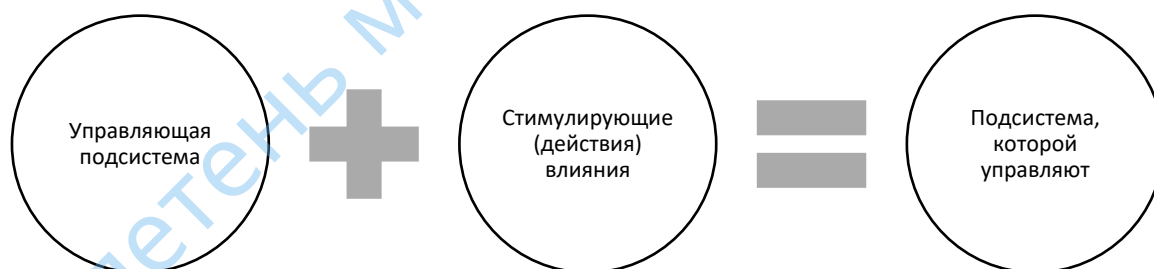 Управляющая
подсистема
Стимулирующие
(действия)
влияния
Подсистема,
которой
управляют